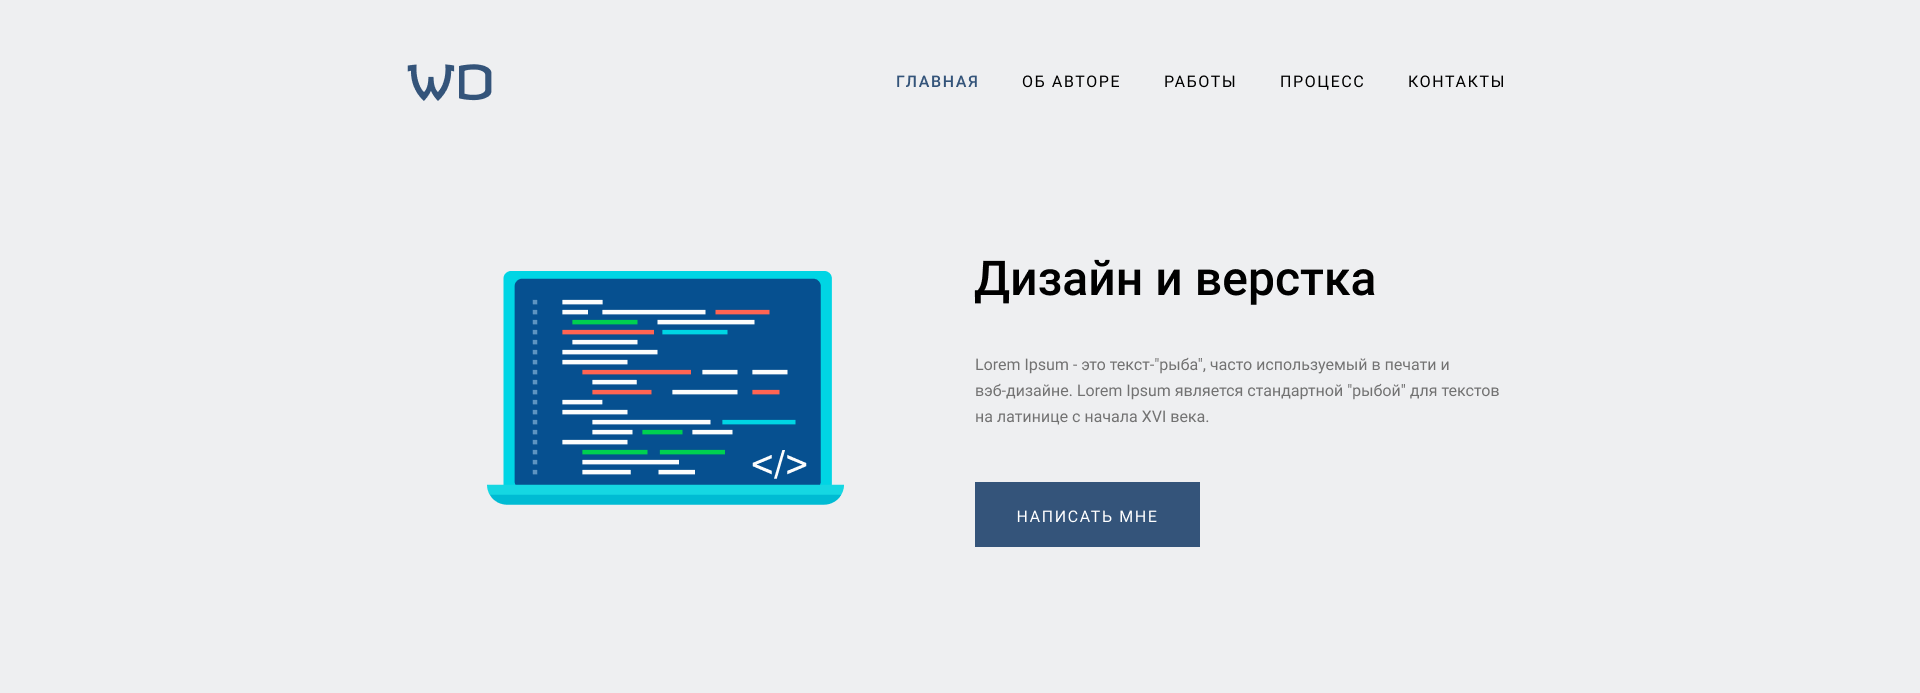 WD
ГЛАВНАЯ ОБ АВТОРЕ РАБОТЫ ПРОЦЕСС КОНТАКТЫ
Дизайн и верстка
Lorem Ipsum - это текст-"рыба", часто используемый в печати и
вэб-дизайне. Lorem Ipsum является стандартной "рыбой" для текстов
на латинице с начала XVI века.
</>
НАПИСАТЬ МНЕ